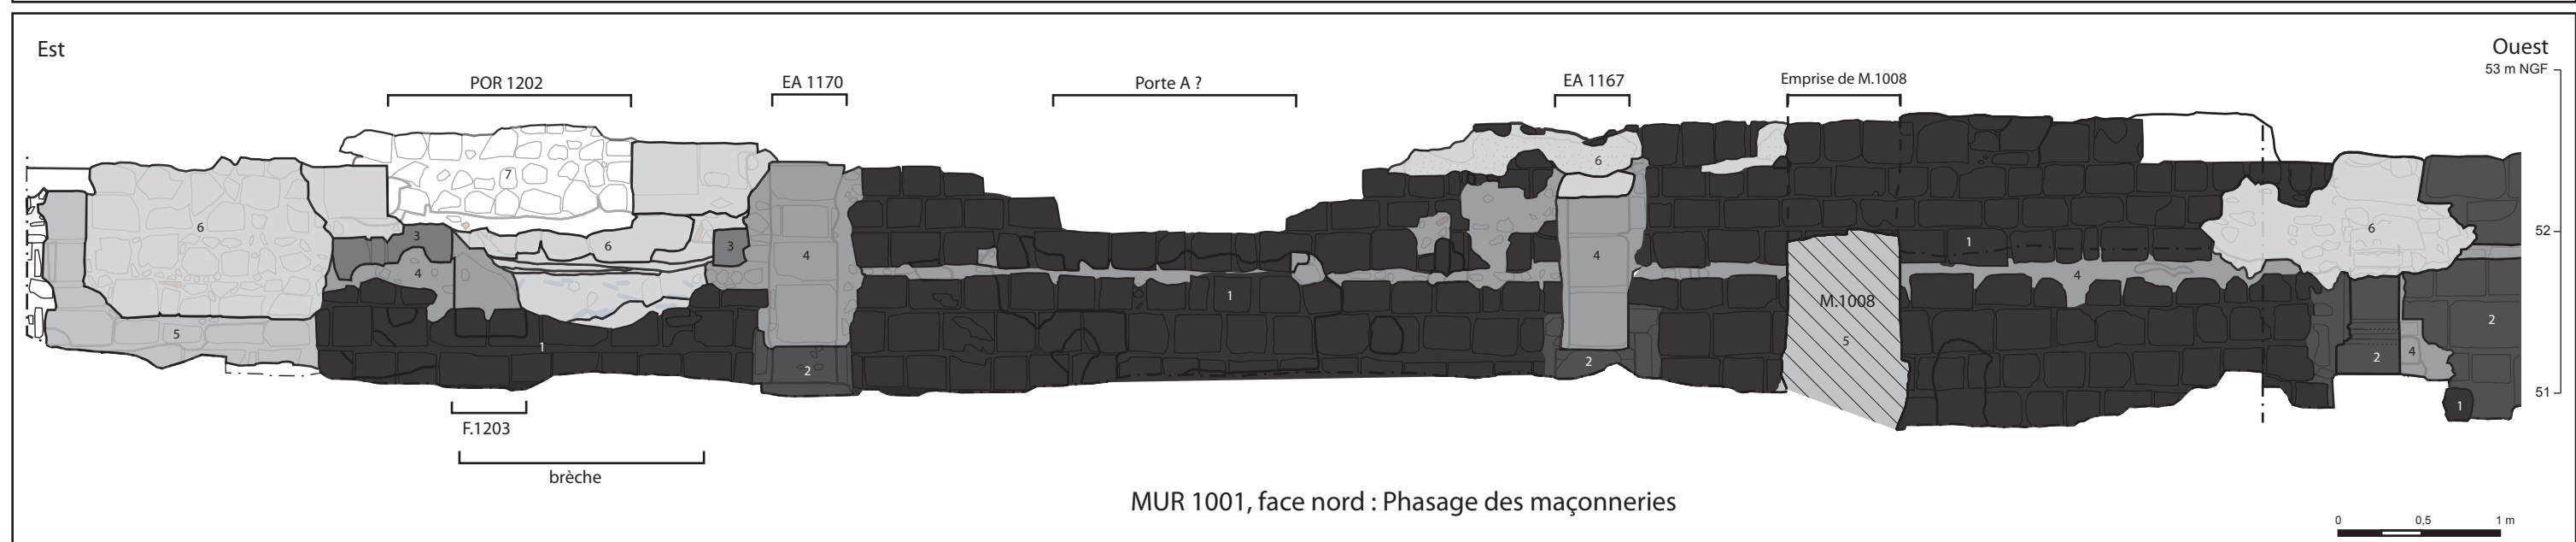 Est
Ouest
53 m NGF
POR 1202
EA 1170
Porte A ?
EA 1167
Emprise de M.1008
7
6
6
3
6
3
4
4
4
1
6
52
4
1
M.1008
5
5
1
2
2
2
2
4
1
51
F.1203
brèche
MUR 1001, face nord : Phasage des maçonneries
0 0,5 1 m